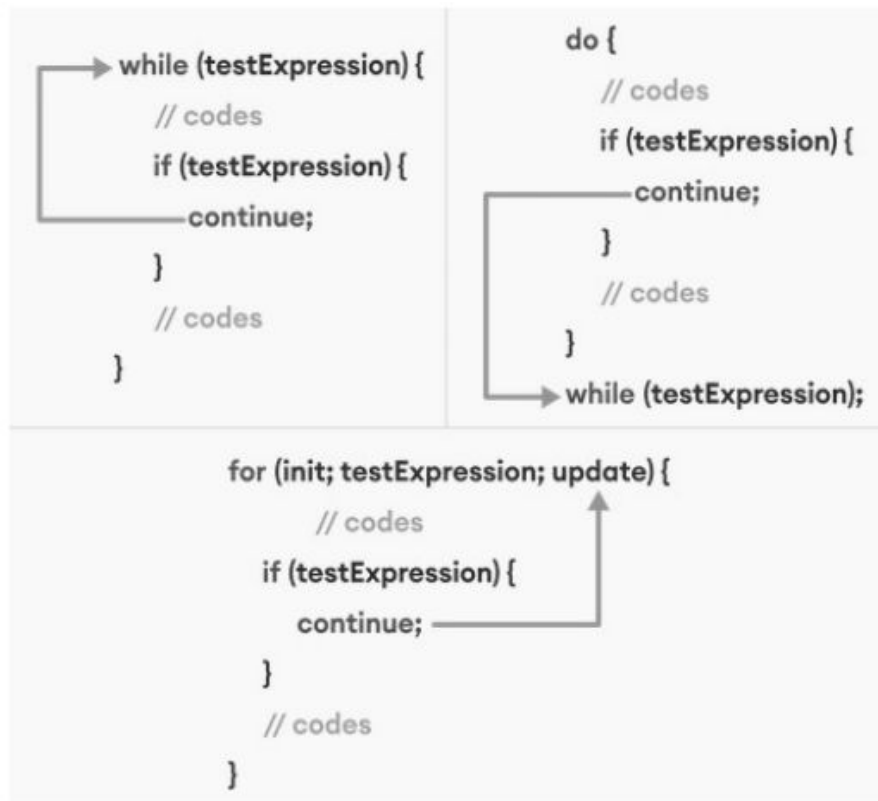 while (testExpression) {
// codes
if (testExpression) {
continue;
}
// codes
}
do {
// codes
if (testExpression) {
continue;
}
// codes
}
while (testExpression);
for (init; testExpression; update) {
// codes
if (testExpression) {
continue;
}
// codes
}